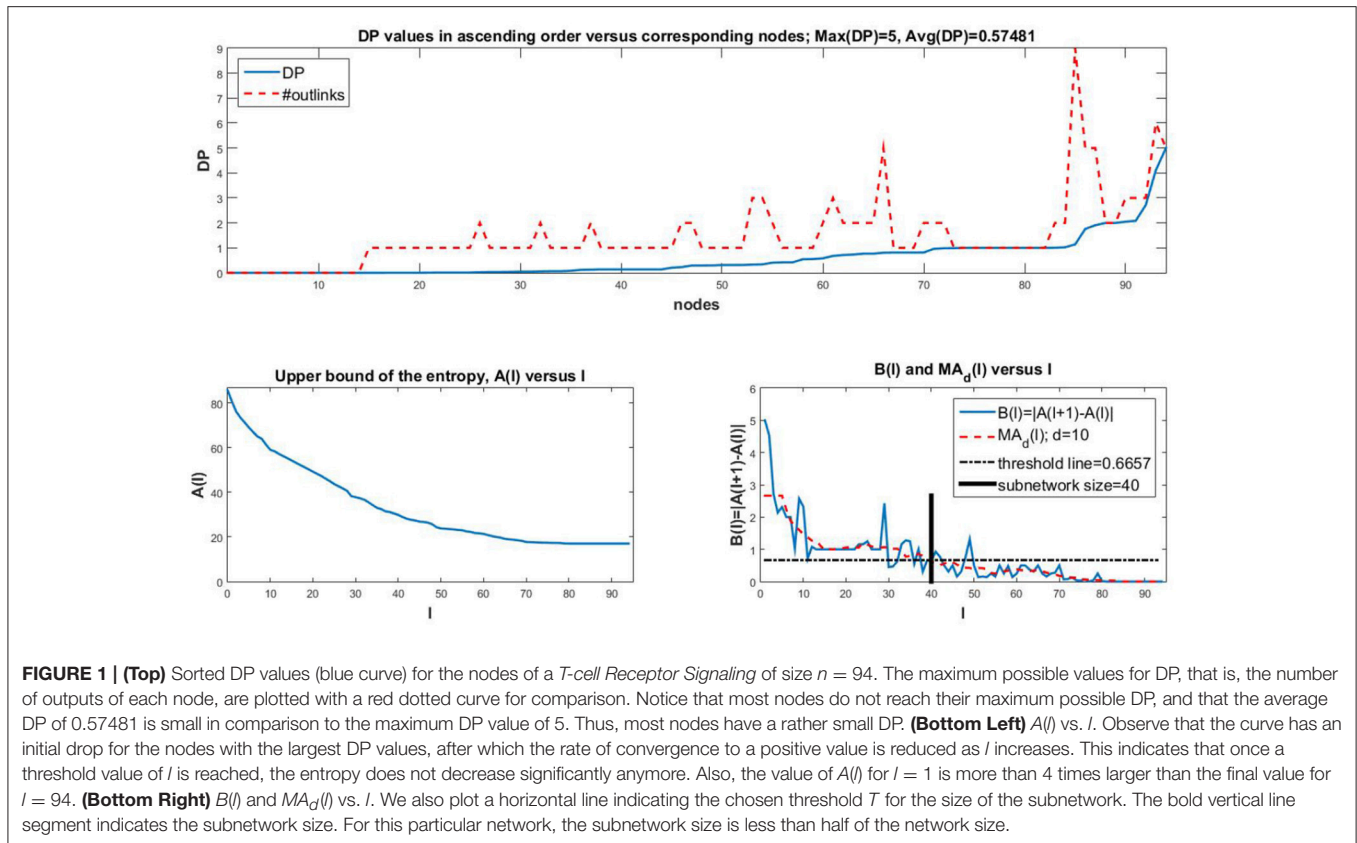 DP values in ascending order versus corresponding nodes; Max(DP)=5, Avg(DP)=0.57481
9
8
7
6
5
4
3
2
1
0
DP
DP
#outlinks
10 20 30 40 50 60 70 80 90
nodes
Upper bound of the entropy, A(l) versus l
80
60
40
20
0
A(l)
0 10 20 30 40 50 60 70 80 90
l
B(l) and MA_d(l) versus l
6
5
4
3
2
1
0
B(l)=|A(l+1)-A(l)|
B(l)=|A(l+1)-A(l)|
MA_d(l); d=10
threshold line=0.6657
subnetwork size=40
0 10 20 30 40 50 60 70 80 90
l
FIGURE 1 | (Top) Sorted DP values (blue curve) for the nodes of a T-cell Receptor Signaling of size n = 94. The maximum possible values for DP, that is, the number
of outputs of each node, are plotted with a red dotted curve for comparison. Notice that most nodes do not reach their maximum possible DP, and that the average
DP of 0.57481 is small in comparison to the maximum DP value of 5. Thus, most nodes have a rather small DP. (Bottom Left) A(l) vs. l. Observe that the curve has an
initial drop for the nodes with the largest DP values, after which the rate of convergence to a positive value is reduced as l increases. This indicates that once a
threshold value of l is reached, the entropy does not decrease significantly anymore. Also, the value of A(l) for l = 1 is more than 4 times larger than the final value for
l = 94. (Bottom Right) B(l) and MA_d(l) vs. l. We also plot a horizontal line indicating the chosen threshold T for the size of the subnetwork. The bold vertical line
segment indicates the subnetwork size. For this particular network, the subnetwork size is less than half of the network size.